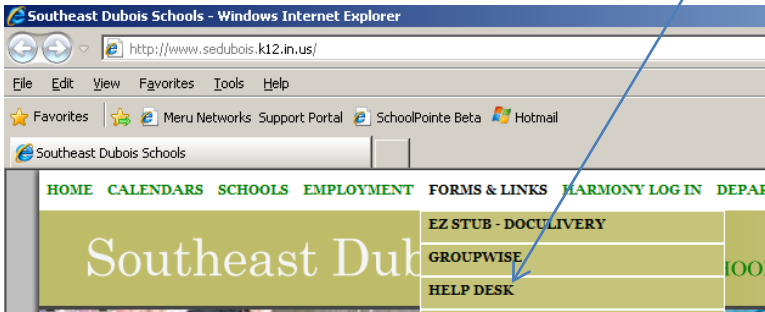 Southeast Dubois Schools - Windows Internet Explorer
http://www.sedubois.k12.in.us/
File Edit View Favorites Tools Help
Favorites Meru Networks Support Portal SchoolPointe Beta Hotmail
Southeast Dubois Schools
HOME CALENDARS SCHOOLS EMPLOYMENT FORMS & LINKS HARMONY LOG IN DEPAR
EZ STUB - DOCULIVERY
Southeast Dub
GROUPWISE
HOO
HELP DESK